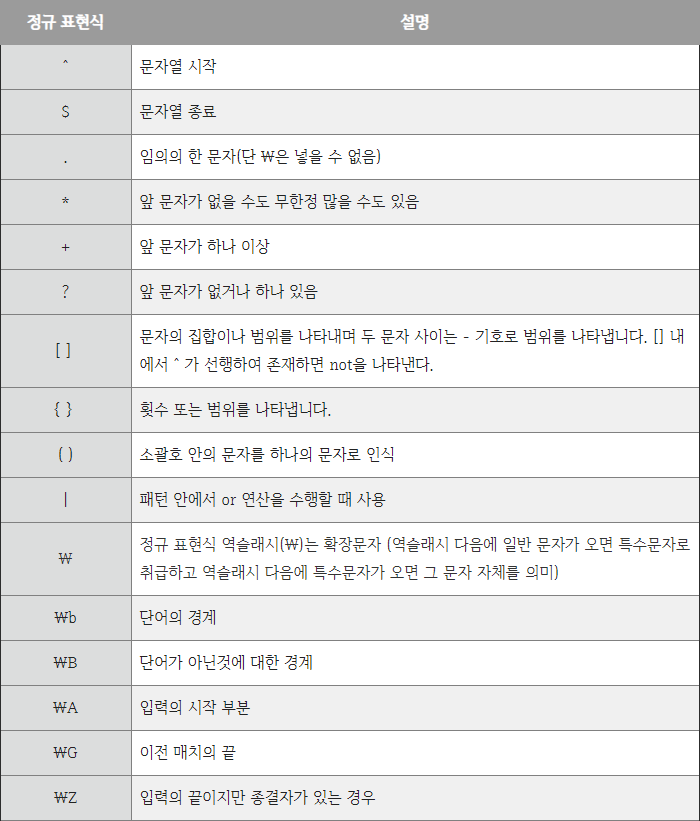 정규 표현식 설명
^ 문자열 시작
$ 문자열 종료
. 임의의 한 문자(단 ₩은 넣을 수 없음)
* 앞 문자가 없을 수도 무한정 많을 수도 있음
+ 앞 문자가 하나 이상
? 앞 문자가 없거나 하나 있음
[ ] 문자의 집합이나 범위를 나타내며 두 문자 사이는 - 기호로 범위를 나타냅니다. [] 내
에서 ^ 가 선행하여 존재하면 not을 나타낸다.
{ } 횟수 또는 범위를 나타냅니다.
( ) 소괄호 안의 문자를 하나의 문자로 인식
| 패턴 안에서 or 연산을 수행할 때 사용
₩ 정규 표현식 역슬래시(₩)는 확장문자 (역슬래시 다음에 일반 문자가 오면 특수문자로
취급하고 역슬래시 다음에 특수문자가 오면 그 문자 자체를 의미)
₩b 단어의 경계
₩B 단어가 아닌것에 대한 경계
₩A 입력의 시작 부분
₩G 이전 매치의 끝
₩Z 입력의 끝이지만 종결자가 있는 경우